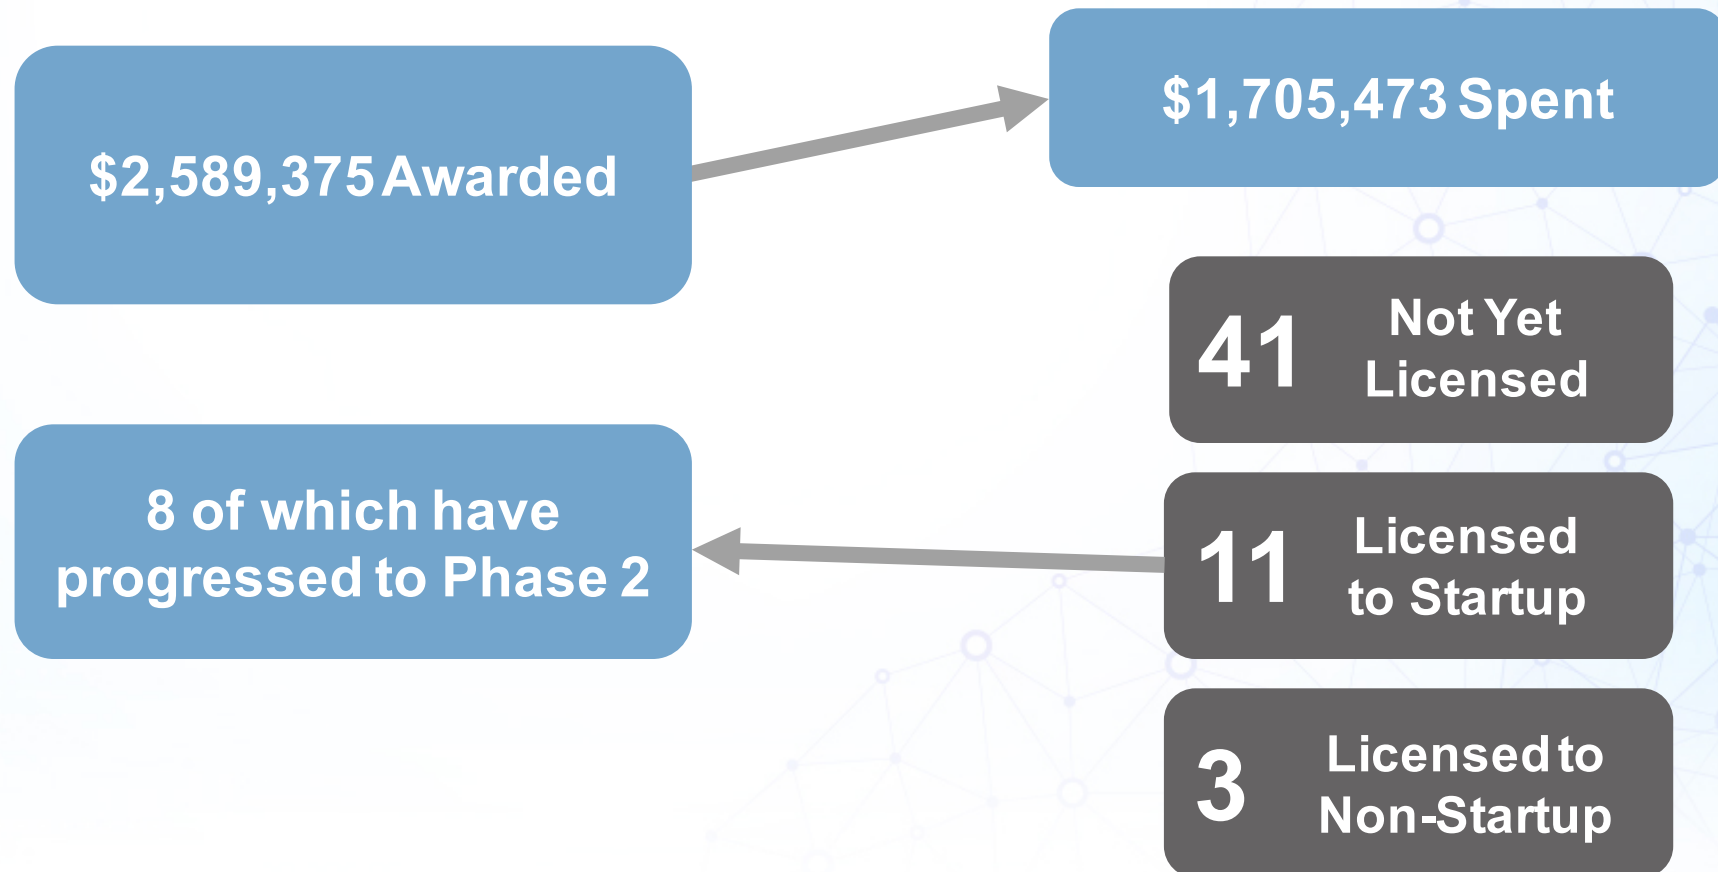 $2,589,375 Awarded
$1,705,473 Spent
41
Not Yet
Licensed
8 of which have
progressed to Phase 2
11
Licensed
to Startup
3
Licensed to
Non-Startup